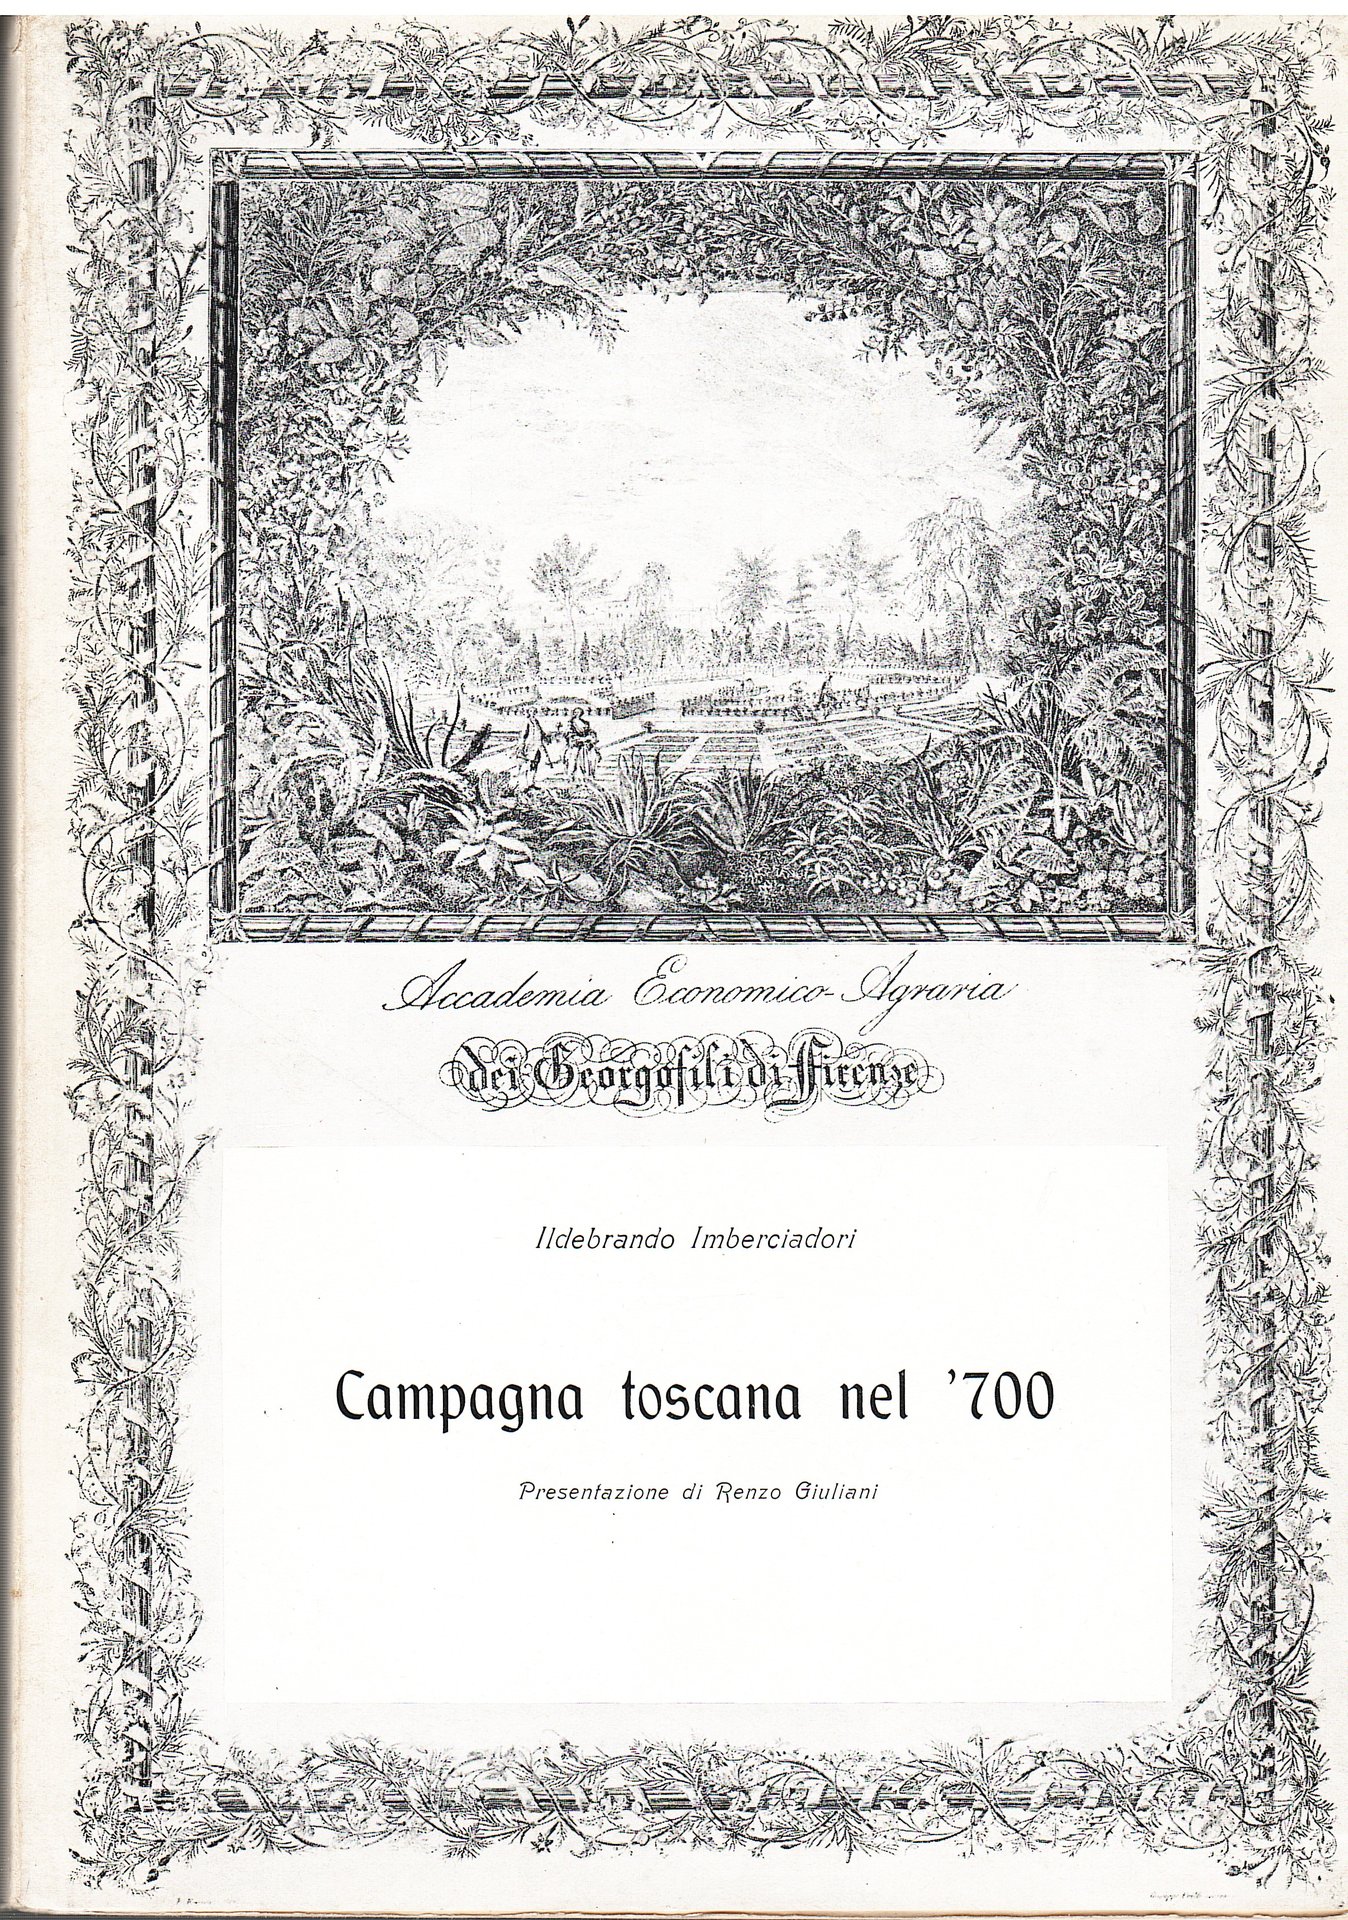 Accademia Economico-Agraria
dei Georgofili di Firenze
Ildebrando Imberciadori
Campagna toscana nel '700
Presentazione di Renzo Giuliani